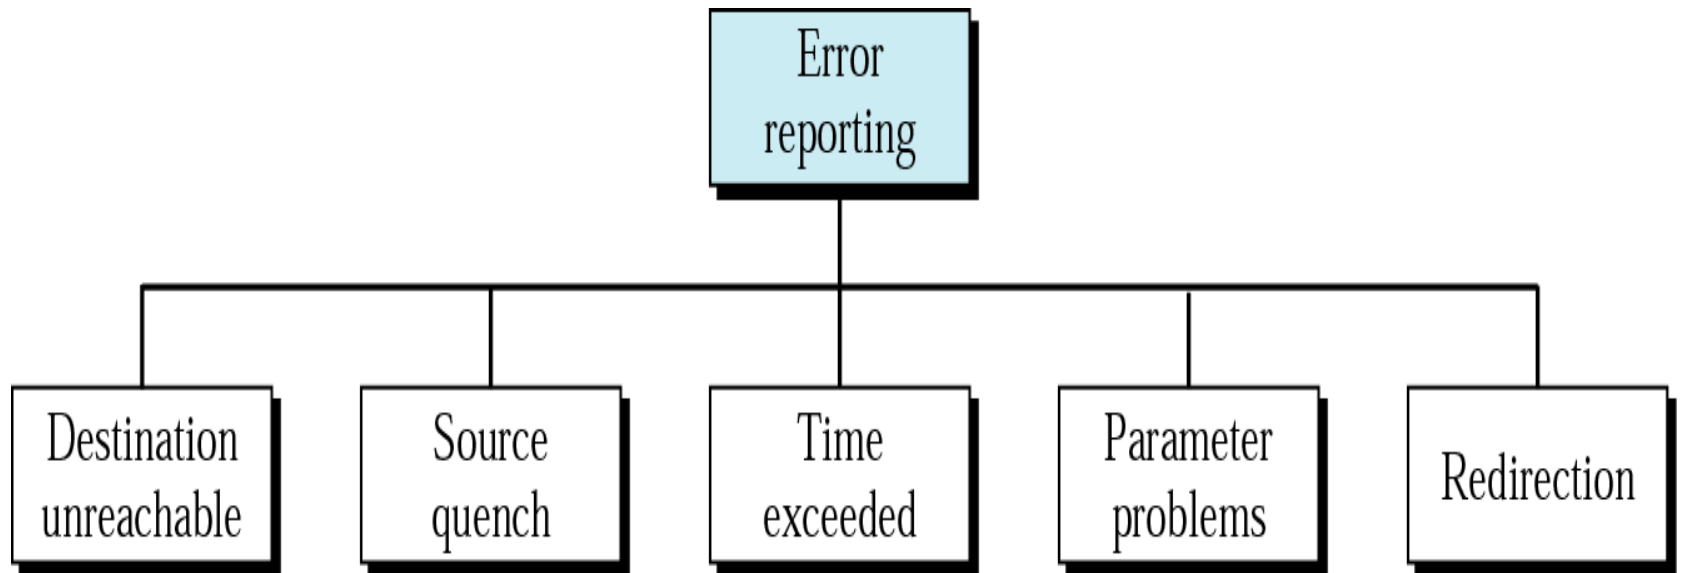 Error
reporting
Destination
unreachable
Source
quench
Time
exceeded
Parameter
problems
Redirection